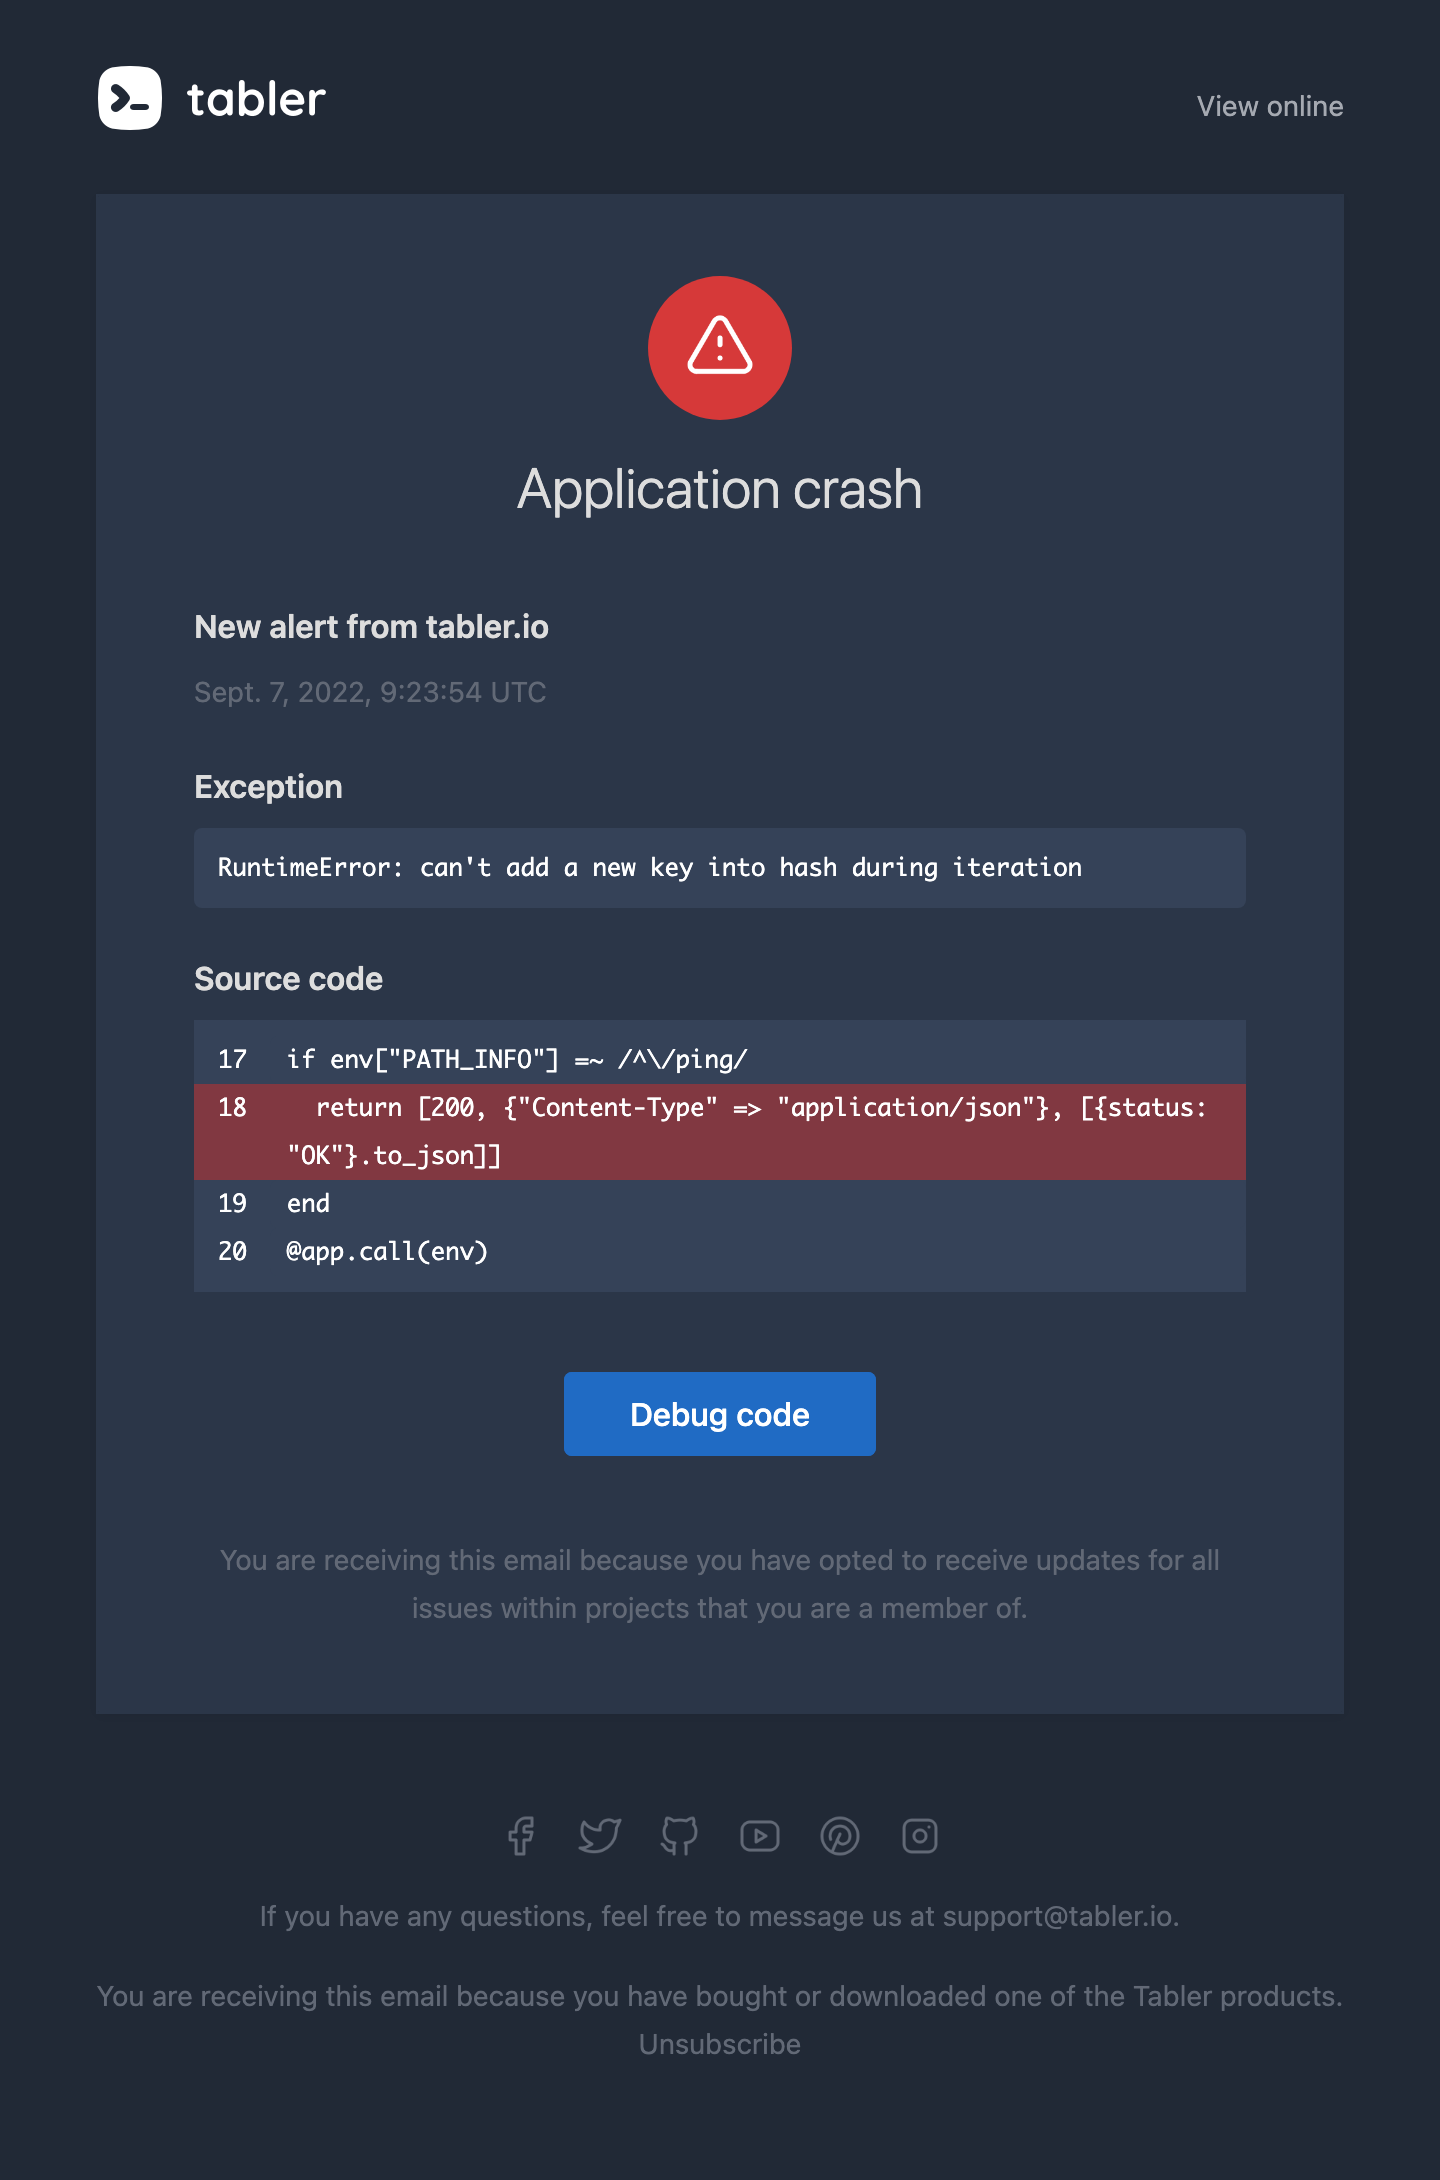 tabler
View online
Application crash
New alert from tabler.io
Sept. 7, 2022, 9:23:54 UTC
Exception
RuntimeError: can't add a new key into hash during iteration
Source code
17 if env["PATH_INFO"] =~ /^\/ping/
18 return [200, {"Content-Type" => "application/json"}, [{status:
"OK"}.to_json]]
19 end
20 @app.call(env)
Debug code
You are receiving this email because you have opted to receive updates for all
issues within projects that you are a member of.
If you have any questions, feel free to message us at support@tabler.io.
You are receiving this email because you have bought or downloaded one of the Tabler products.
Unsubscribe